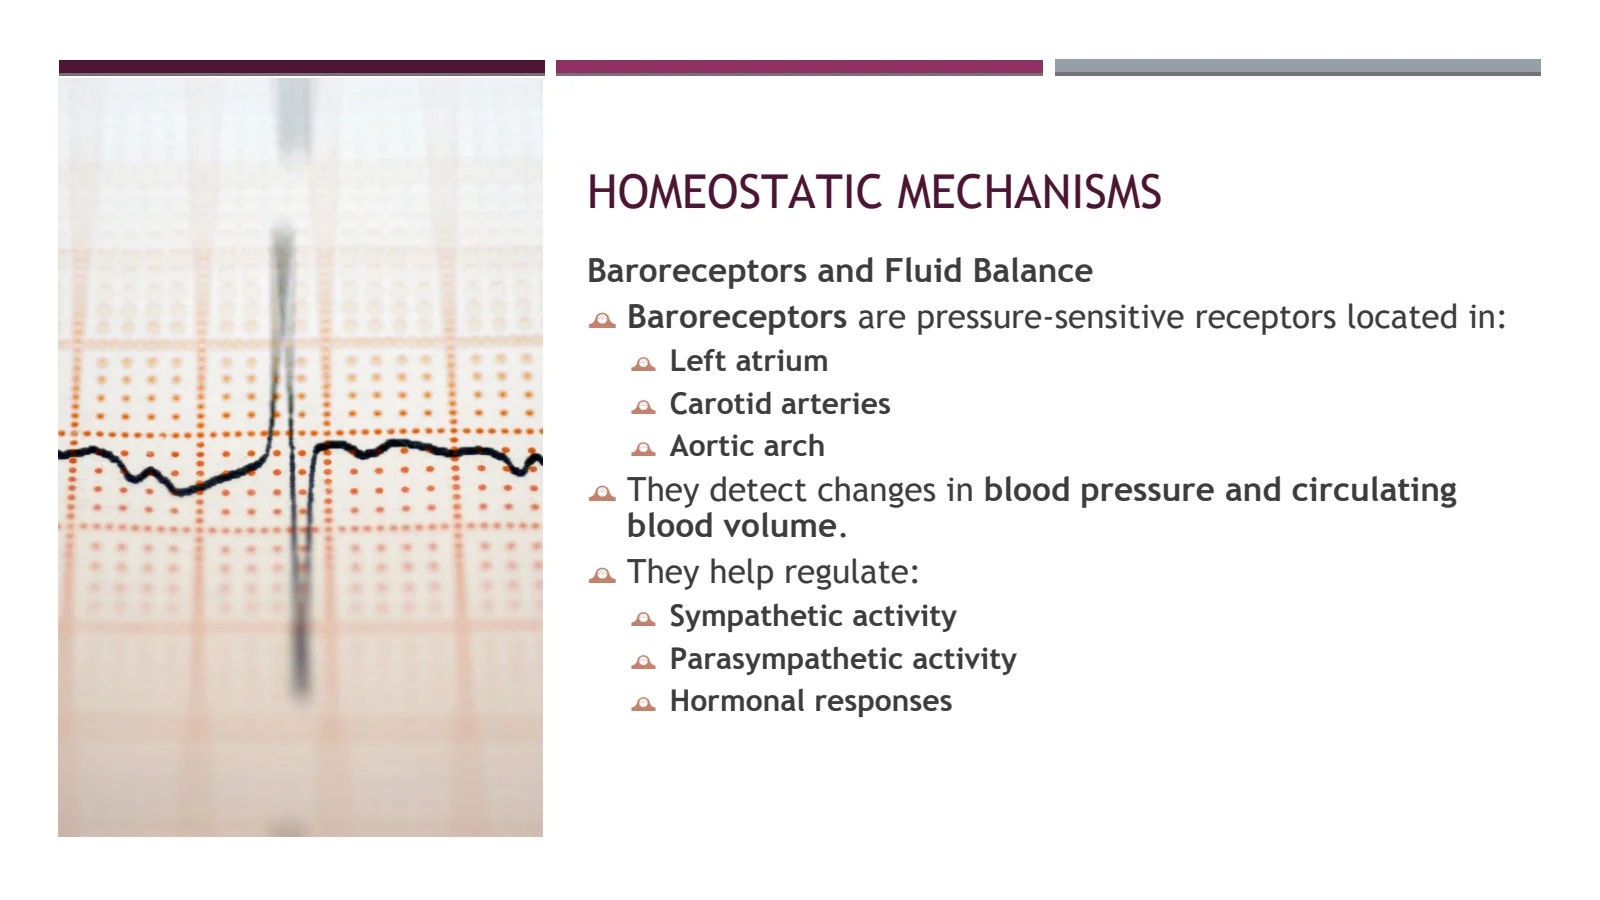 HOMEOSTATIC MECHANISMS
Baroreceptors and Fluid Balance
Baroreceptors are pressure-sensitive receptors located in:
Left atrium
Carotid arteries
Aortic arch
They detect changes in blood pressure and circulating
blood volume.
They help regulate:
Sympathetic activity
Parasympathetic activity
Hormonal responses